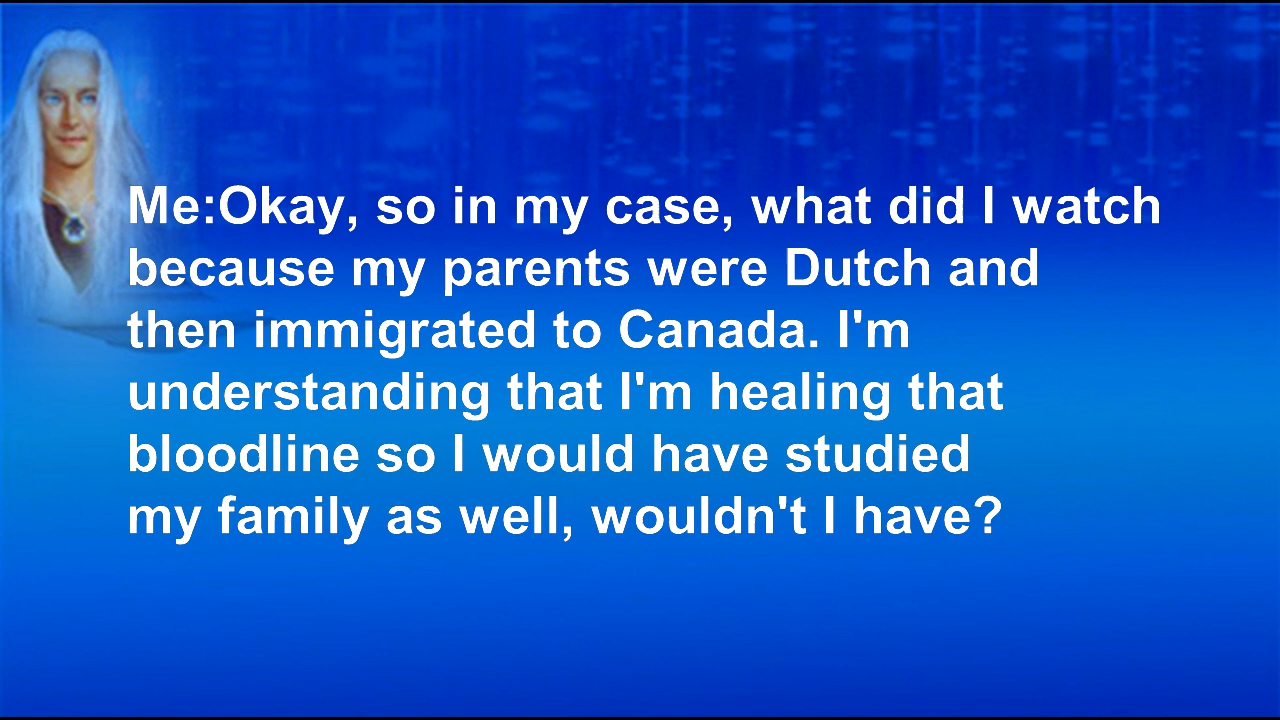 Me:Okay, so in my case, what did I watch
because my parents were Dutch and
then immigrated to Canada. I'm
understanding that I'm healing that
bloodline so I would have studied
my family as well, wouldn't I have?